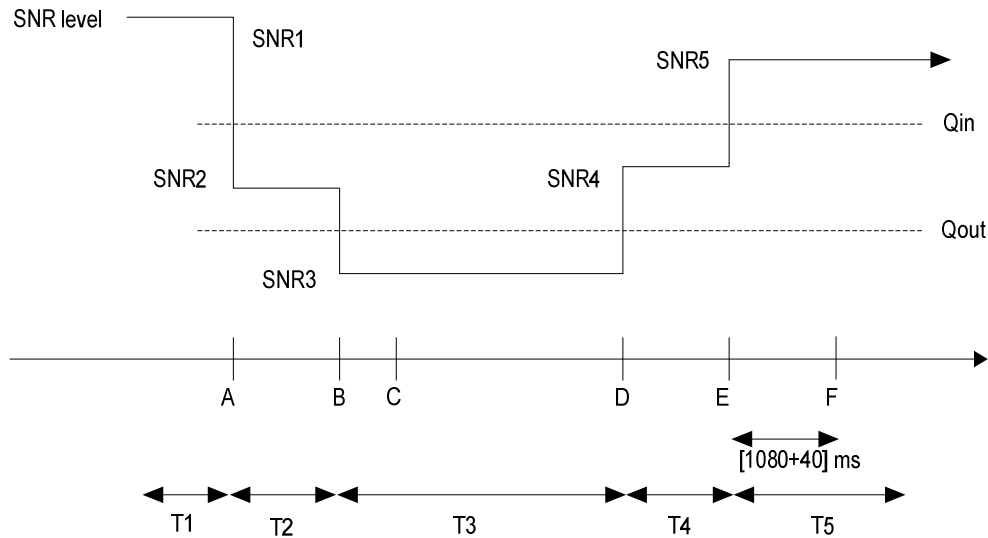 SNR level
SNR1
SNR5
Qin
SNR2
SNR4
Qout
SNR3
A B C D E F
[1080+40] ms
T1 T2 T3 T4 T5